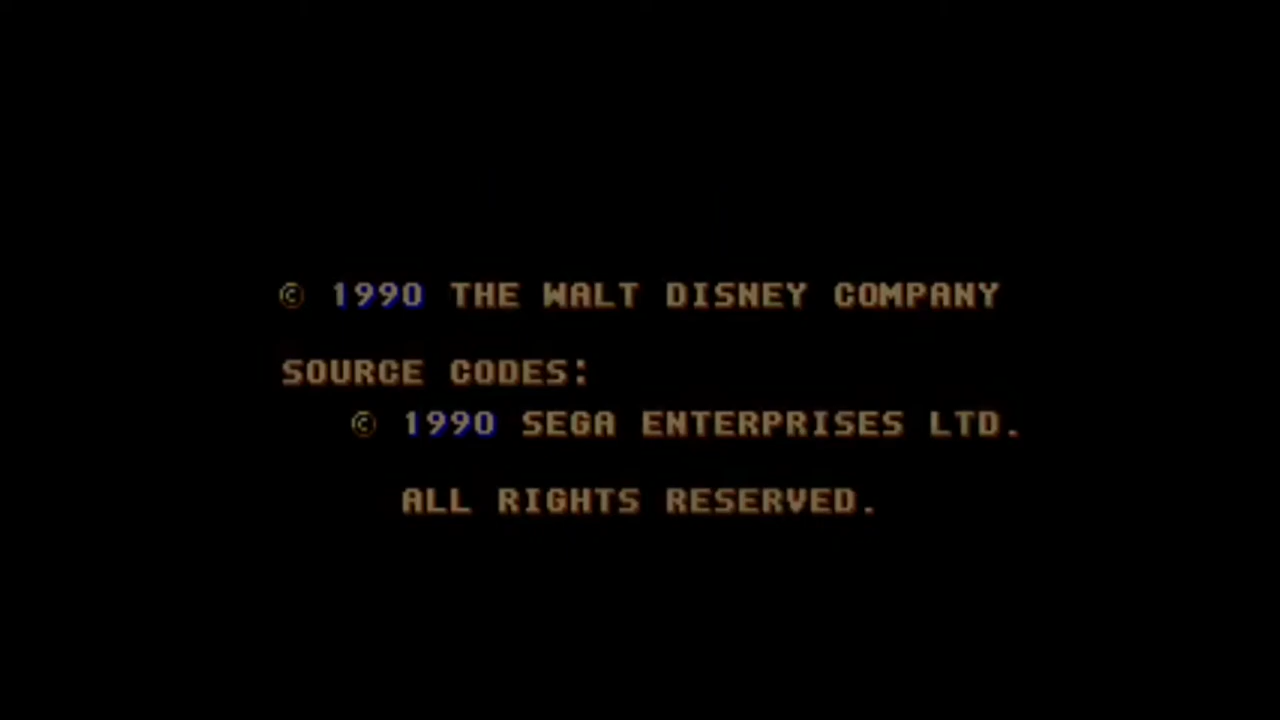 © 1990 THE WALT DISNEY COMPANY
SOURCE CODES:
© 1990 SEGA ENTERPRISES LTD.
ALL RIGHTS RESERVED.